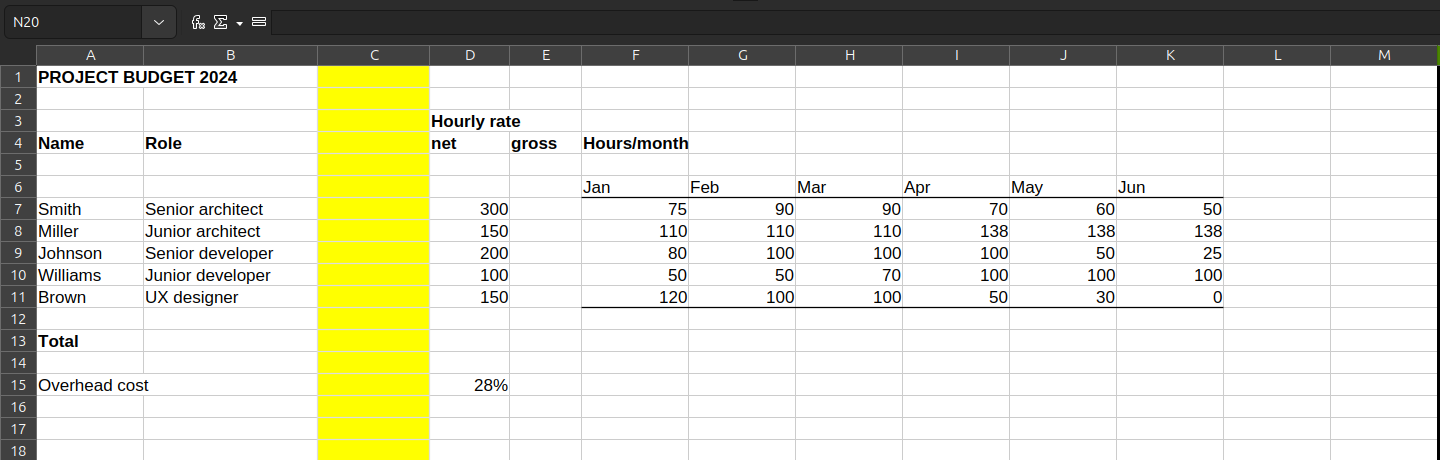 N20
A B C D E F G H I J K L M
1 PROJECT BUDGET 2024
2
3 Hourly rate
4 Name Role net gross Hours/month
5
6 Jan Feb Mar Apr May Jun
7 Smith Senior architect 300 75 90 90 70 60 50
8 Miller Junior architect 150 110 110 110 138 138 138
9 Johnson Senior developer 200 80 100 100 100 50 25
10 Williams Junior developer 100 50 50 70 100 100 100
11 Brown UX designer 150 120 100 100 50 30 0
12
13 Total
14
15 Overhead cost 28%
16
17
18